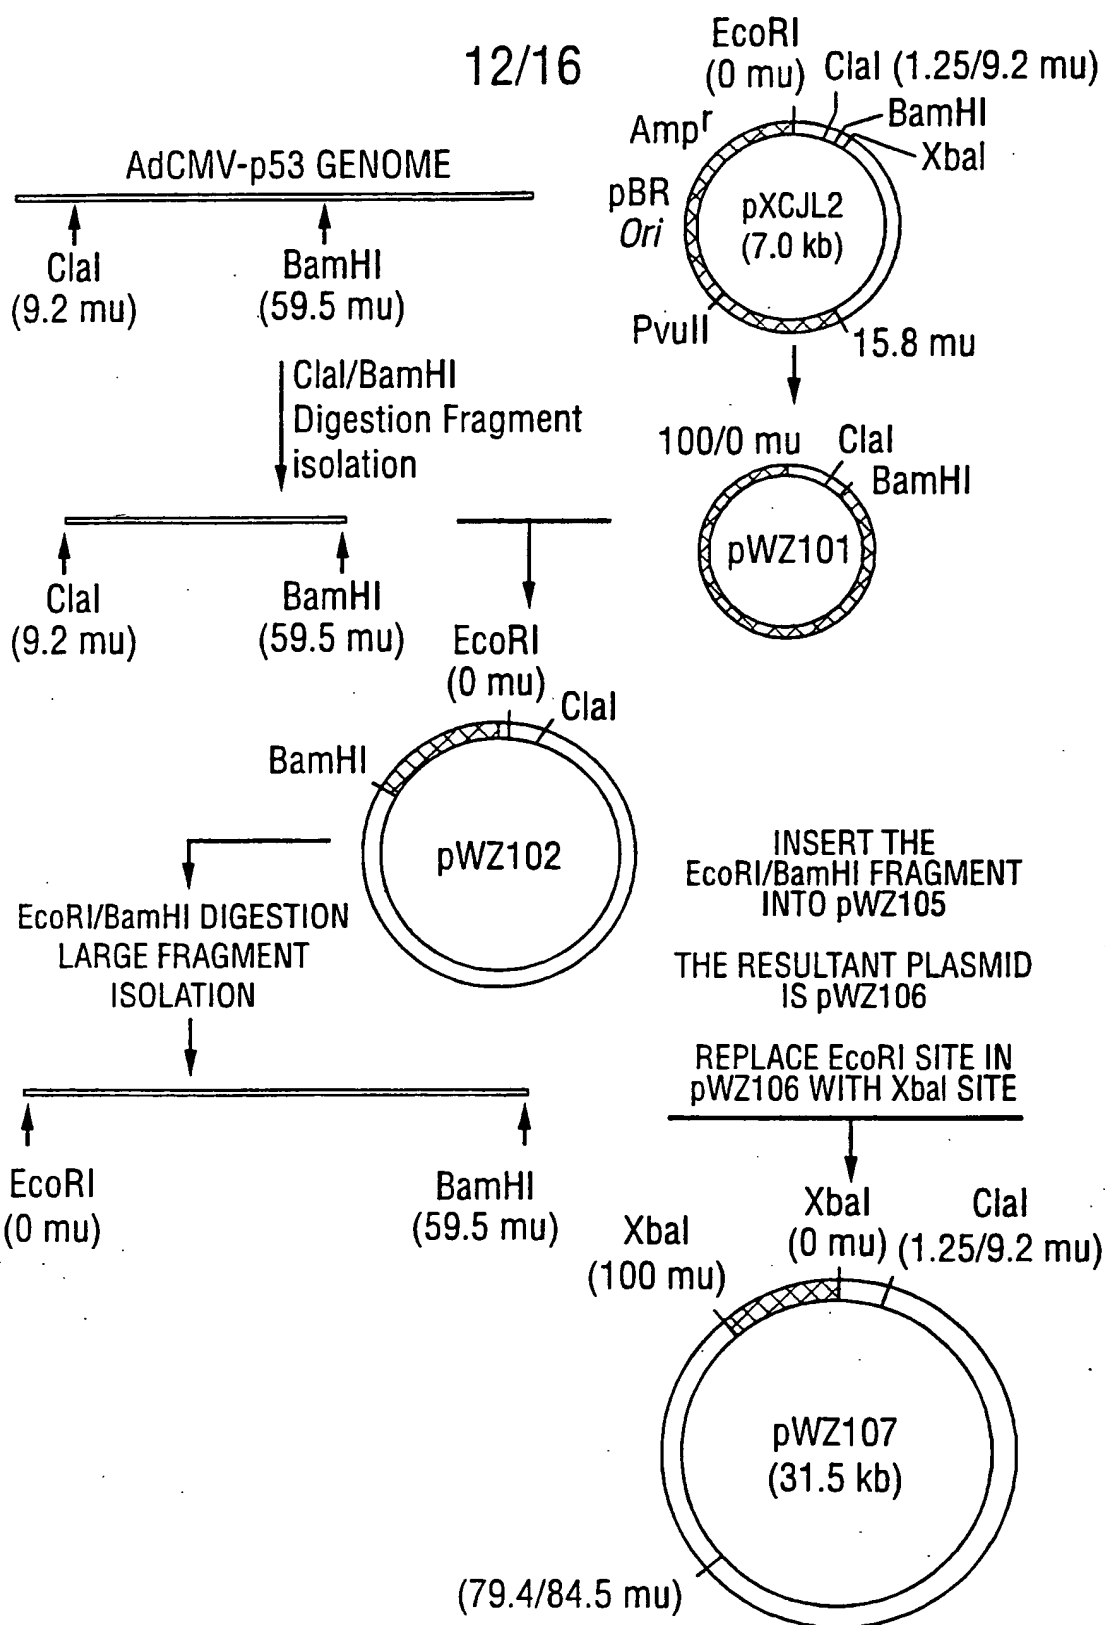 12/16
EcoRI
(0 mu)
ClaI (1.25/9.2 mu)
BamHI
XbaI
Ampr
pBR
Ori
pXCJL2
(7.0 kb)
PvuII
15.8 mu
AdCMV-p53 GENOME
ClaI
(9.2 mu)
BamHI
(59.5 mu)
ClaI/BamHI
Digestion Fragment
isolation
100/0 mu
ClaI
BamHI
pWZ101
ClaI
(9.2 mu)
BamHI
(59.5 mu)
EcoRI
(0 mu)
ClaI
BamHI
pWZ102
EcoRI/BamHI DIGESTION
LARGE FRAGMENT
ISOLATION
INSERT THE
EcoRI/BamHI FRAGMENT
INTO pWZ105
THE RESULTANT PLASMID
IS pWZ106
REPLACE EcoRI SITE IN
pWZ106 WITH XbaI SITE
EcoRI
(0 mu)
BamHI
(59.5 mu)
XbaI
(100 mu)
XbaI
(0 mu)
ClaI
(1.25/9.2 mu)
pWZ107
(31.5 kb)
(79.4/84.5 mu)